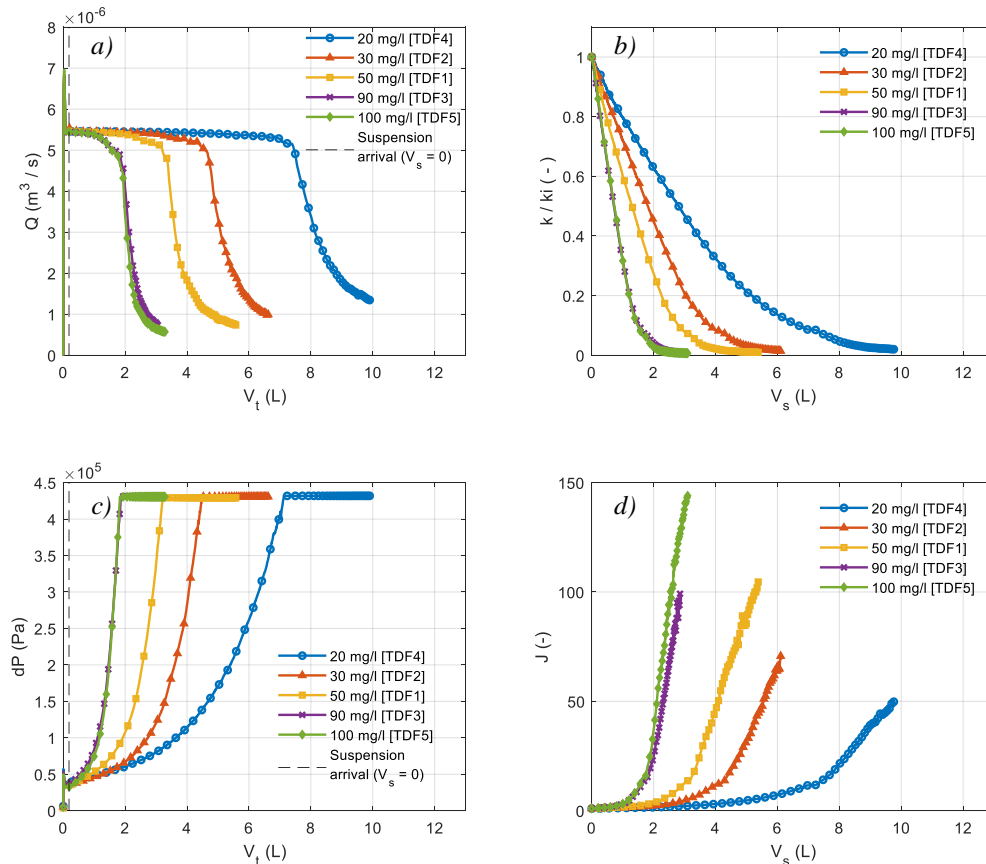 ×10⁻⁶
a)
8
7
6
5
4
3
2
1
0
Q (m³ / s)
20 mg/l [TDF4]
30 mg/l [TDF2]
50 mg/l [TDF1]
90 mg/l [TDF3]
100 mg/l [TDF5]
Suspension
arrival (Vₛ = 0)
0 2 4 6 8 10 12
Vₜ (L)
b)
1
0.8
0.6
0.4
0.2
0
k / ki ( - )
20 mg/l [TDF4]
30 mg/l [TDF2]
50 mg/l [TDF1]
90 mg/l [TDF3]
100 mg/l [TDF5]
0 2 4 6 8 10 12
Vₛ (L)
×10⁵
c)
4.5
4
3.5
3
2.5
2
1.5
1
0.5
0
dP (Pa)
20 mg/l [TDF4]
30 mg/l [TDF2]
50 mg/l [TDF1]
90 mg/l [TDF3]
100 mg/l [TDF5]
Suspension
arrival (Vₛ = 0)
0 2 4 6 8 10 12
Vₜ (L)
d)
150
100
50
0
J (-)
20 mg/l [TDF4]
30 mg/l [TDF2]
50 mg/l [TDF1]
90 mg/l [TDF3]
100 mg/l [TDF5]
0 2 4 6 8 10 12
Vₛ (L)